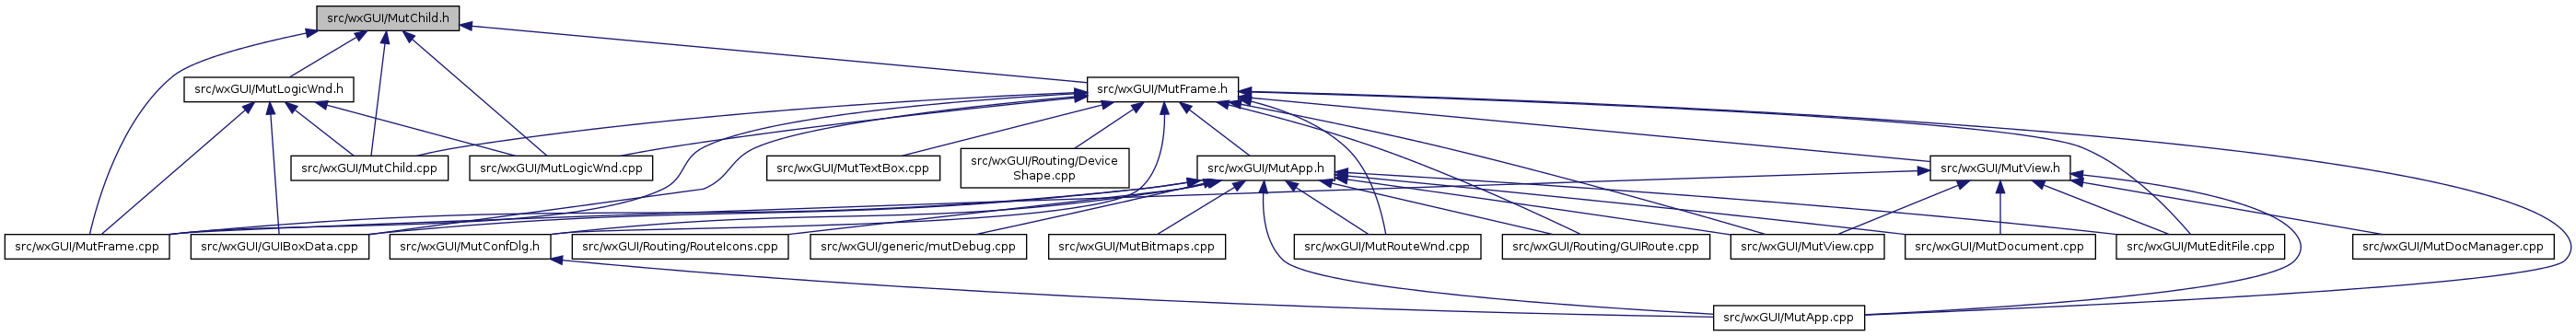 src/wxGUI/MutChild.h
src/wxGUI/MutLogicWnd.h
src/wxGUI/MutFrame.h
src/wxGUI/MutChild.cpp
src/wxGUI/MutLogicWnd.cpp
src/wxGUI/MutTextBox.cpp
src/wxGUI/Routing/Device
Shape.cpp
src/wxGUI/MutApp.h
src/wxGUI/MutView.h
src/wxGUI/MutFrame.cpp
src/wxGUI/GUIBoxData.cpp
src/wxGUI/MutConfDlg.h
src/wxGUI/Routing/RouteIcons.cpp
src/wxGUI/generic/mutDebug.cpp
src/wxGUI/MutBitmaps.cpp
src/wxGUI/MutRouteWnd.cpp
src/wxGUI/Routing/GUIRoute.cpp
src/wxGUI/MutView.cpp
src/wxGUI/MutDocument.cpp
src/wxGUI/MutEditFile.cpp
src/wxGUI/MutDocManager.cpp
src/wxGUI/MutApp.cpp